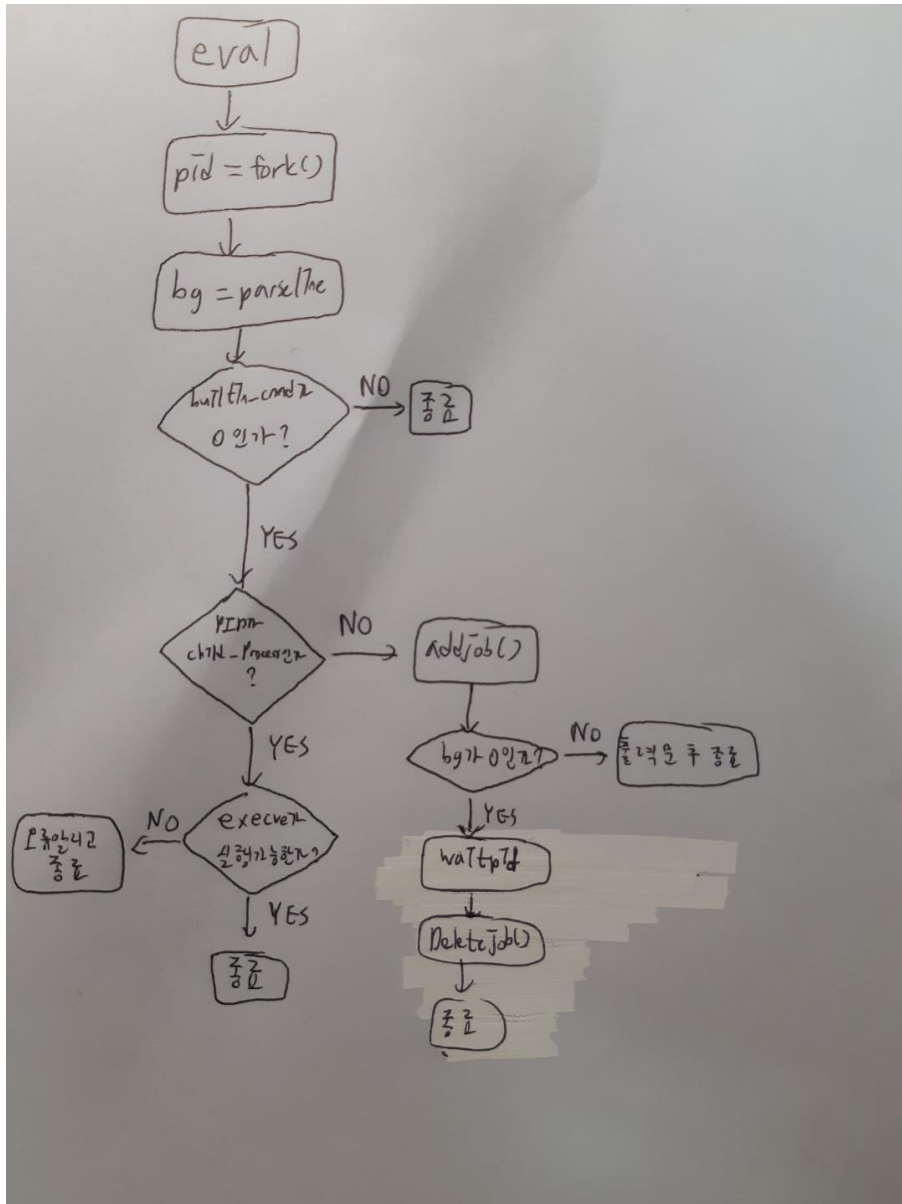 eval
pid = fork()
bg = parseline
builtin_cmd가
0인가?
NO
종료
YES
PID가
child_process인가
?
NO
addjob()
YES
bg가 0인가?
NO
출력문 후 종료
execve가
실행가능한가?
NO
오류알리고
종료
YES
종료
YES
waitpid
Deletejob()
종료